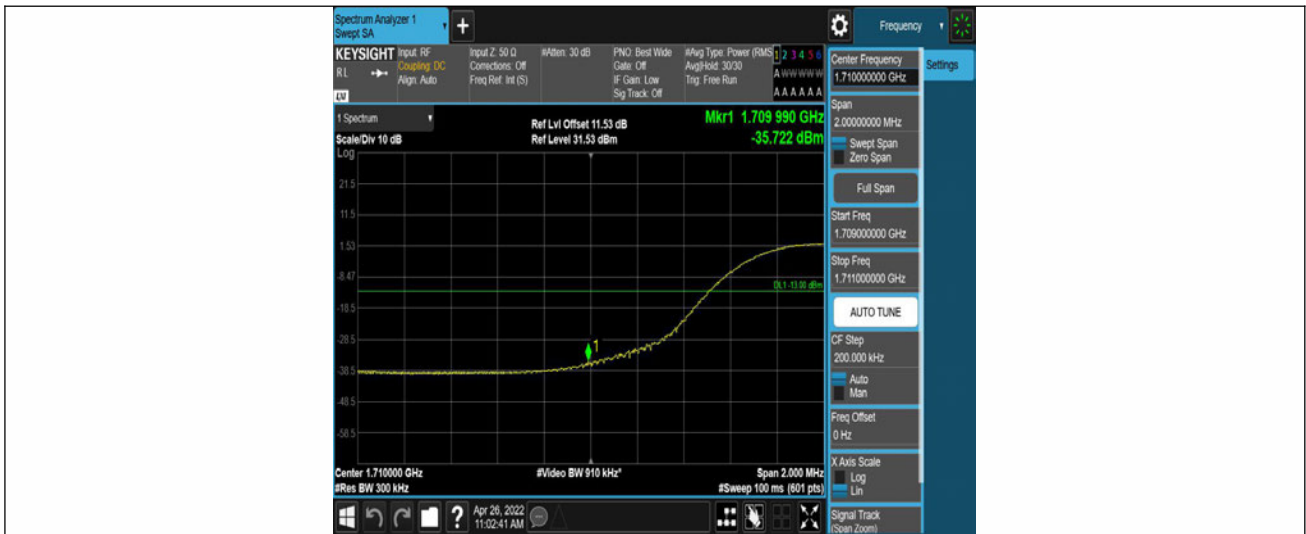 Spectrum Analyzer 1
Swept SA
Frequency
KEYSIGHT
RL
Input: RF
Coupling: DC
Align: Auto
Input Z: 50 Ω
Corrections: Off
Freq Ref: Int (S)
#Atten: 30 dB
PNO: Best Wide
Gate: Off
IF Gain: Low
Sig Track: Off
#Avg Type: Power (RMS
Avg|Hold: 30/30
Trig: Free Run
1 2 3 4 5 6
A W W W W W
A A A A A A
Center Frequency
1.710000000 GHz
Settings
Span
2.00000000 MHz
Swept Span
Zero Span
Full Span
Start Freq
1.709000000 GHz
Stop Freq
1.711000000 GHz
AUTO TUNE
CF Step
200.000 kHz
Auto
Man
Freq Offset
0 Hz
X Axis Scale
Log
Lin
Signal Track
(Span Zoom)
1 Spectrum
Scale/Div 10 dB
Log
Ref Lvl Offset 11.53 dB
Ref Level 31.53 dBm
Mkr1 1.709 990 GHz
-35.722 dBm
21.5
11.5
1.53
-8.47
DL1 -13.00 dBm
-18.5
-28.5
1
-38.5
-48.5
-58.5
Center 1.710000 GHz
#Video BW 910 kHz*
Span 2.000 MHz
#Res BW 300 kHz
#Sweep 100 ms (601 pts)
?
Apr 26, 2022
11:02:41 AM